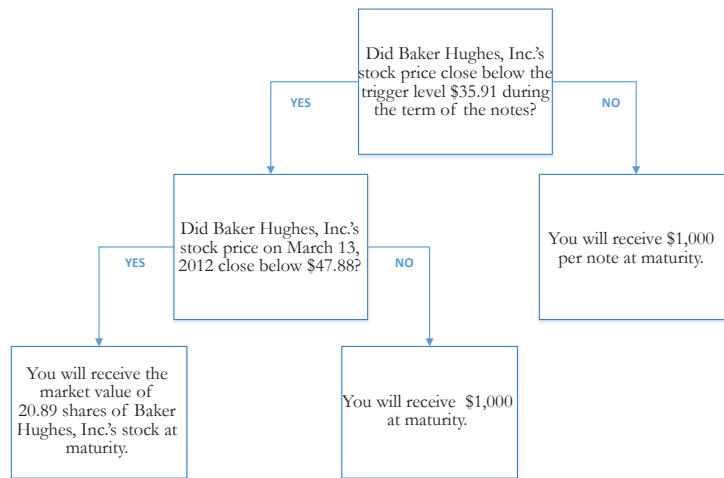 Did Baker Hughes, Inc.'s
stock price close below the
trigger level $35.91 during
the term of the notes?
YES
NO
Did Baker Hughes, Inc.'s
stock price on March 13,
2012 close below $47.88?
You will receive $1,000
per note at maturity.
YES
NO
You will receive the
market value of
20.89 shares of Baker
Hughes, Inc.'s stock at
maturity.
You will receive $1,000
at maturity.